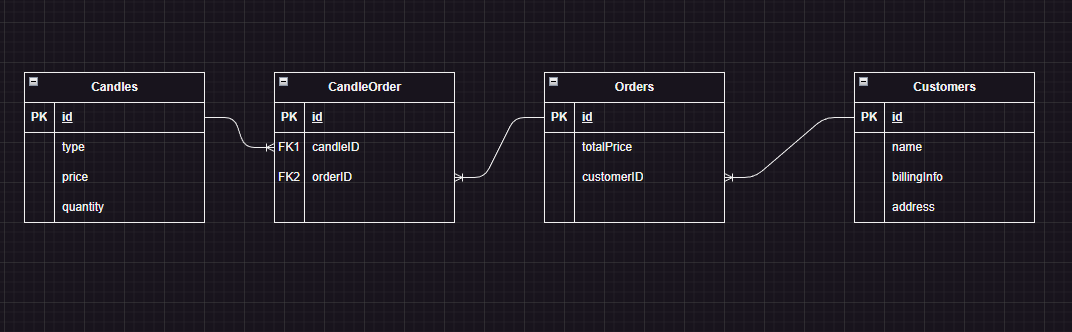 Candles
PK id
type
price
quantity
CandleOrder
PK id
FK1 candleID
FK2 orderID
Orders
PK id
totalPrice
customerID
Customers
PK id
name
billingInfo
address